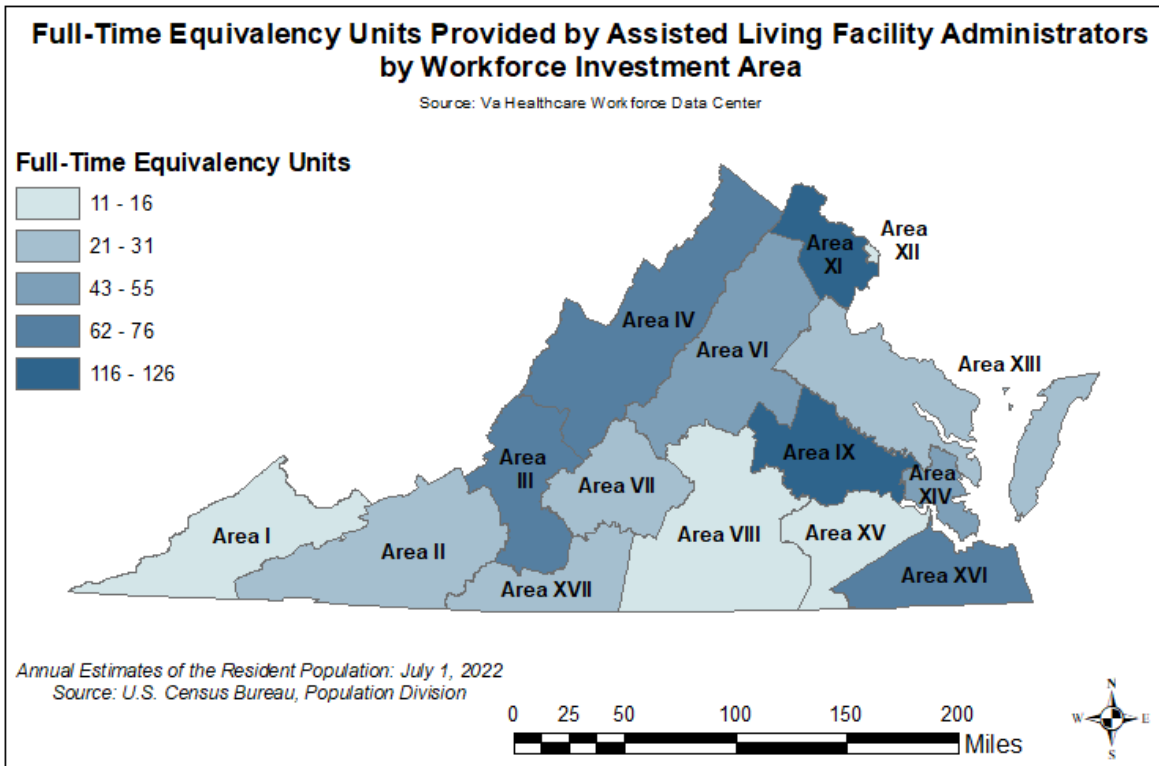 Full-Time Equivalency Units Provided by Assisted Living Facility Administrators
by Workforce Investment Area
Source: Va Healthcare Workforce Data Center
Full-Time Equivalency Units
11 - 16
21 - 31
43 - 55
62 - 76
116 - 126
Area
XII
Area
XI
Area IV
Area VI
Area XIII
Area IX
Area
III
Area VII
Area
XIV
Area I
Area II
Area VIII
Area XV
Area XVII
Area XVI
Annual Estimates of the Resident Population: July 1, 2022
Source: U.S. Census Bureau, Population Division
0 25 50 100 150 200
Miles
N
W E
S